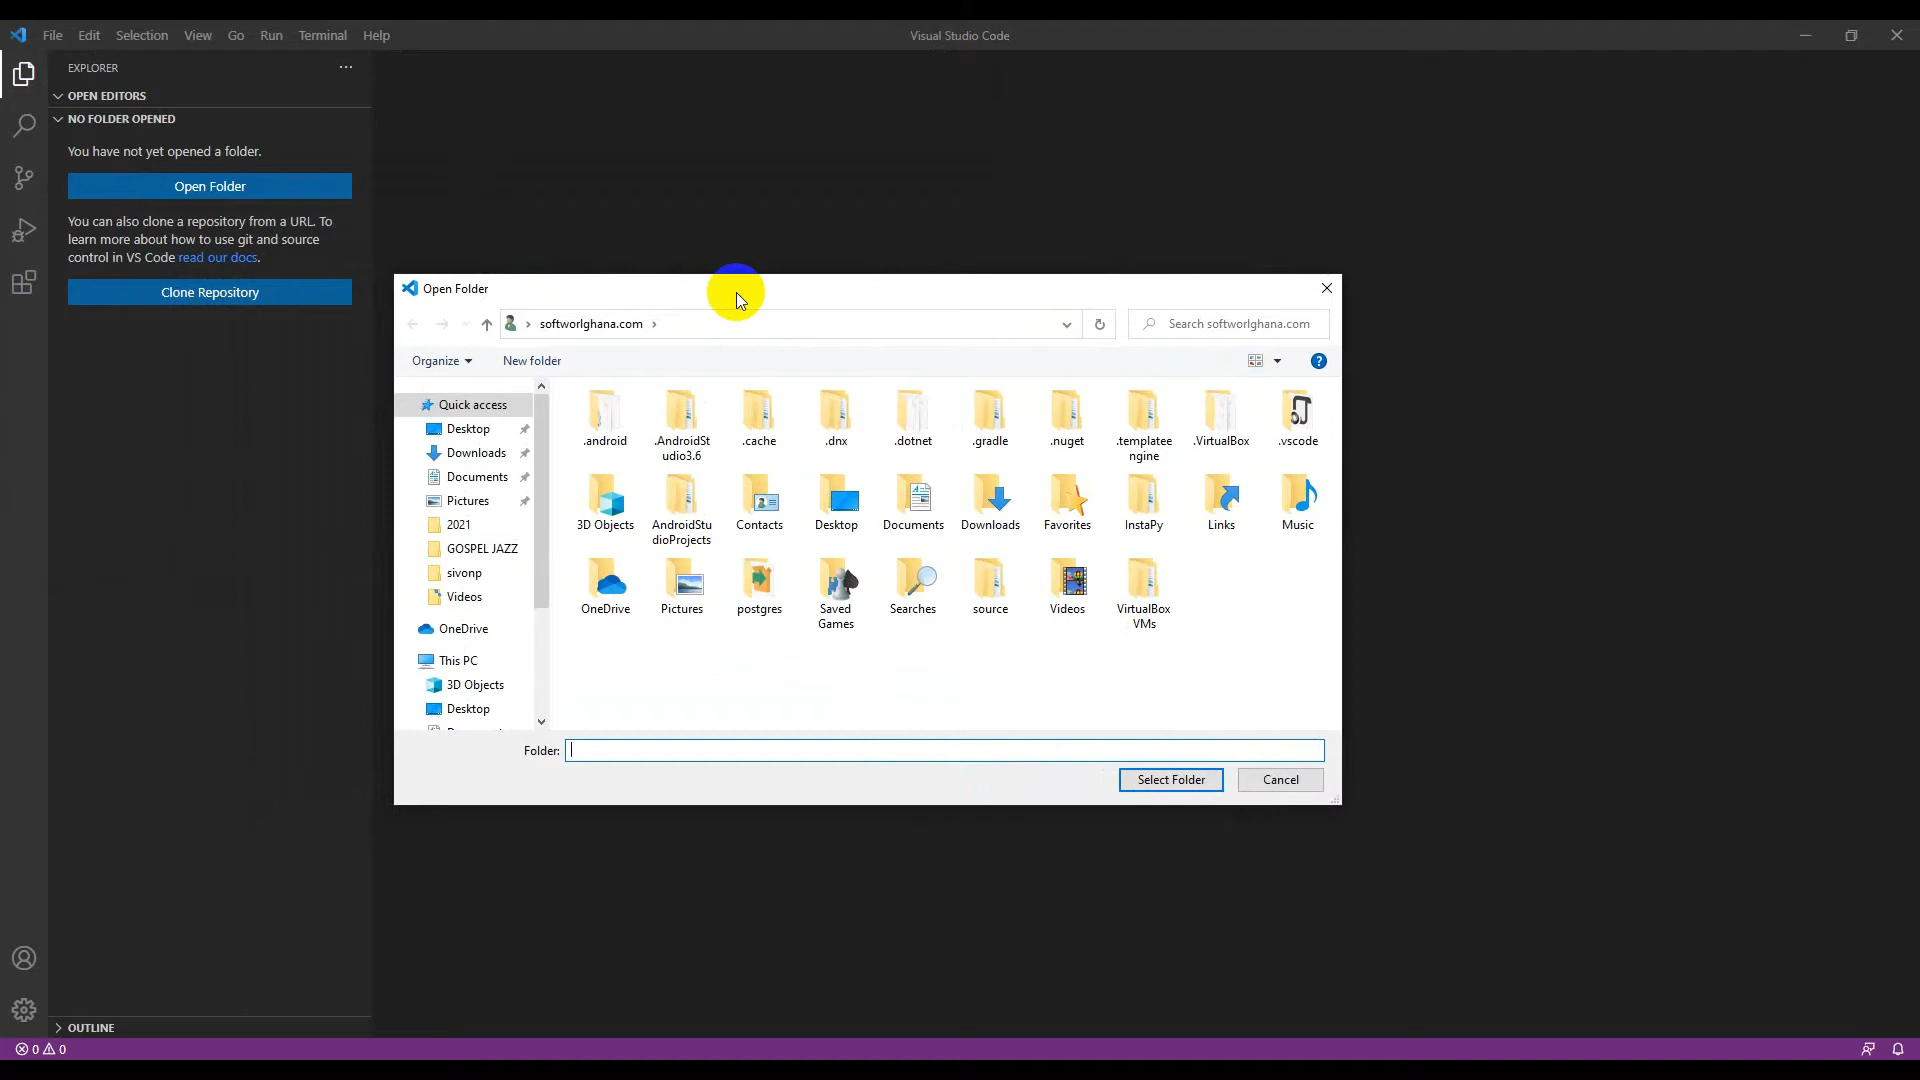 File Edit Selection View Go Run Terminal Help Visual Studio Code
EXPLORER
OPEN EDITORS
NO FOLDER OPENED
You have not yet opened a folder.
Open Folder
You can also clone a repository from a URL. To
learn more about how to use git and source
control in VS Code read our docs.
Clone Repository
Open Folder
softworlghana.com
Search softworlghana.com
Organize New folder
Quick access
Desktop
Downloads
Documents
Pictures
2021
GOSPEL JAZZ
sivonp
Videos
OneDrive
This PC
3D Objects
Desktop
.android .AndroidSt .cache .dnx .dotnet .gradle .nuget .templatee .VirtualBox .vscode
udio3.6 ngine
3D Objects AndroidStu Contacts Desktop Documents Downloads Favorites InstaPy Links Music
dioProjects
OneDrive Pictures postgres Saved Searches source Videos VirtualBox
Games VMs
Folder:
Select Folder Cancel
OUTLINE
0 0